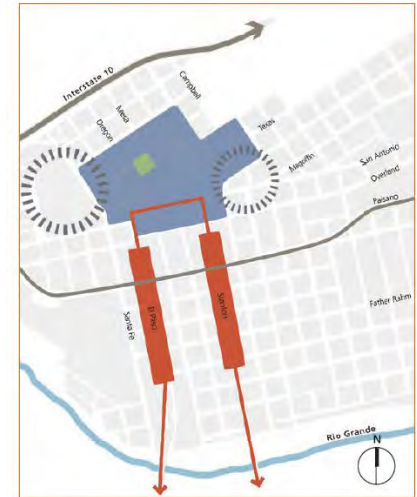 Interstate 10
Campbell
Mesa
Oregon
Texas
Magoffin
San Antonio
Overland
Paisano
El Paso
Stanton
Santa Fe
Father Rahm
Rio Grande
N